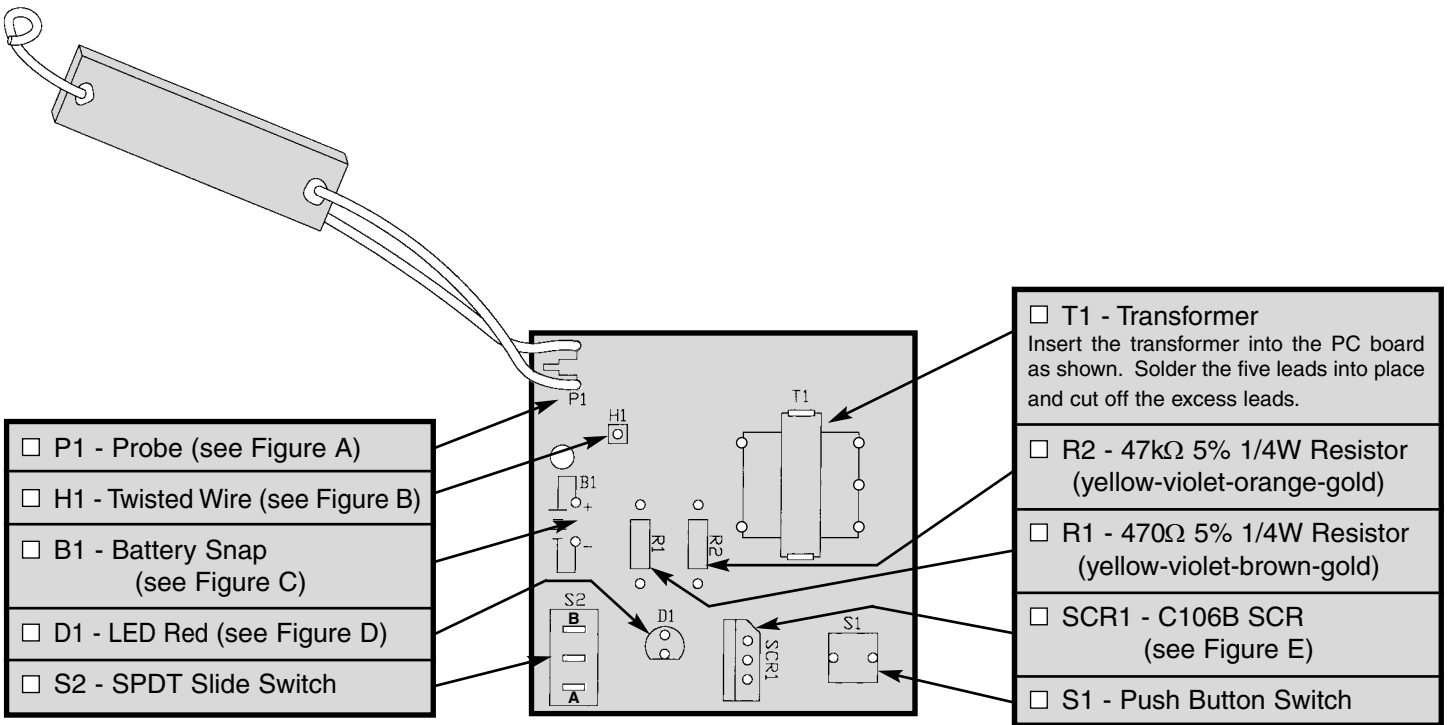 ☐ P1 - Probe (see Figure A)
☐ H1 - Twisted Wire (see Figure B)
☐ B1 - Battery Snap
(see Figure C)
☐ D1 - LED Red (see Figure D)
☐ S2 - SPDT Slide Switch
P1
H1
T1
B1
+
-
R1
R2
S2
B
A
D1
SCR1
S1
☐ T1 - Transformer
Insert the transformer into the PC board
as shown. Solder the five leads into place
and cut off the excess leads.
☐ R2 - 47kΩ 5% 1/4W Resistor
(yellow-violet-orange-gold)
☐ R1 - 470Ω 5% 1/4W Resistor
(yellow-violet-brown-gold)
☐ SCR1 - C106B SCR
(see Figure E)
☐ S1 - Push Button Switch